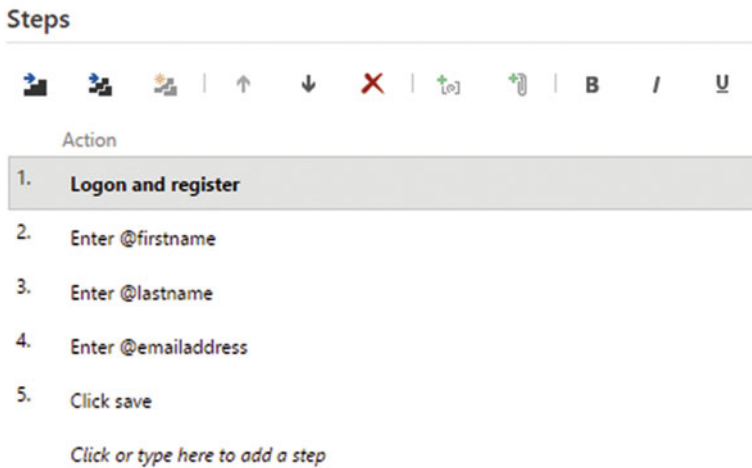 Steps
B I U
Action
1. Logon and register
2. Enter @firstname
3. Enter @lastname
4. Enter @emailaddress
5. Click save
Click or type here to add a step